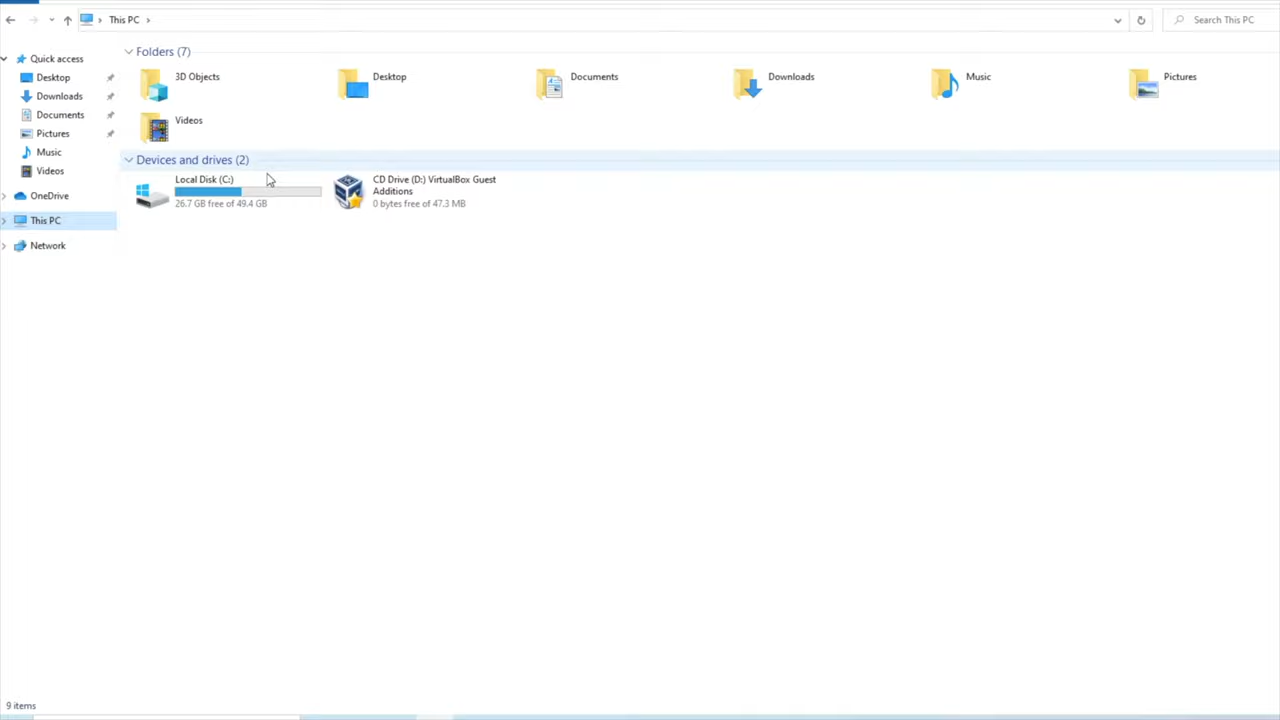 This PC
Search This PC
Quick access
Desktop
Downloads
Documents
Pictures
Music
Videos
OneDrive
This PC
Network
Folders (7)
3D Objects
Desktop
Documents
Downloads
Music
Pictures
Videos
Devices and drives (2)
Local Disk (C:)
26.7 GB free of 49.4 GB
CD Drive (D:) VirtualBox Guest
Additions
0 bytes free of 47.3 MB
9 items